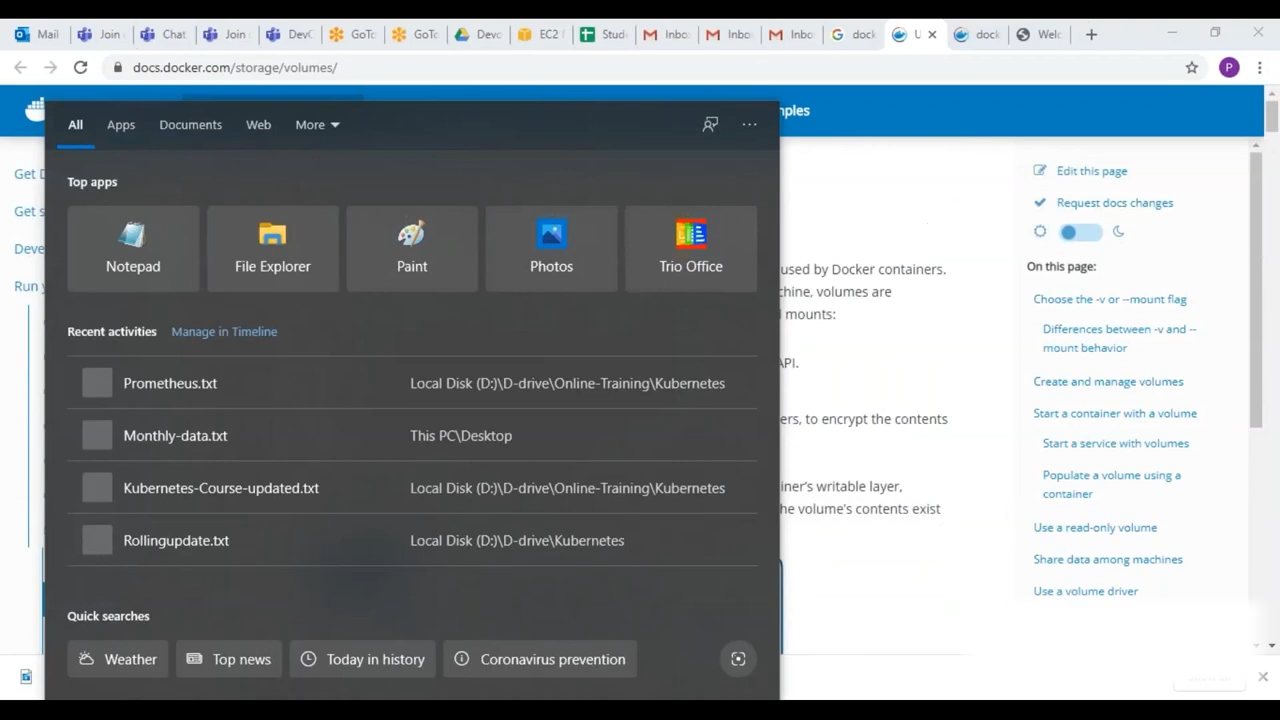 Mail
Join
Chat
Join
DevC
GoTo
GoTo
Devo
EC2
Stude
Inbo
Inbo
Inbo
dock
dock
Welc
docs.docker.com/storage/volumes/
P
All
Apps
Documents
Web
More
Top apps
Notepad
File Explorer
Paint
Photos
Trio Office
Recent activities
Manage in Timeline
Prometheus.txt
Local Disk (D:)\D-drive\Online-Training\Kubernetes
Monthly-data.txt
This PC\Desktop
Kubernetes-Course-updated.txt
Local Disk (D:)\D-drive\Online-Training\Kubernetes
Rollingupdate.txt
Local Disk (D:)\D-drive\Kubernetes
Quick searches
Weather
Top news
Today in history
Coronavirus prevention
Get
Get s
Deve
Run
mples
used by Docker containers.
chine, volumes are
d mounts:
API.
ers, to encrypt the contents
iner's writable layer,
he volume's contents exist
Edit this page
Request docs changes
On this page:
Choose the -v or --mount flag
Differences between -v and --
mount behavior
Create and manage volumes
Start a container with a volume
Start a service with volumes
Populate a volume using a
container
Use a read-only volume
Share data among machines
Use a volume driver